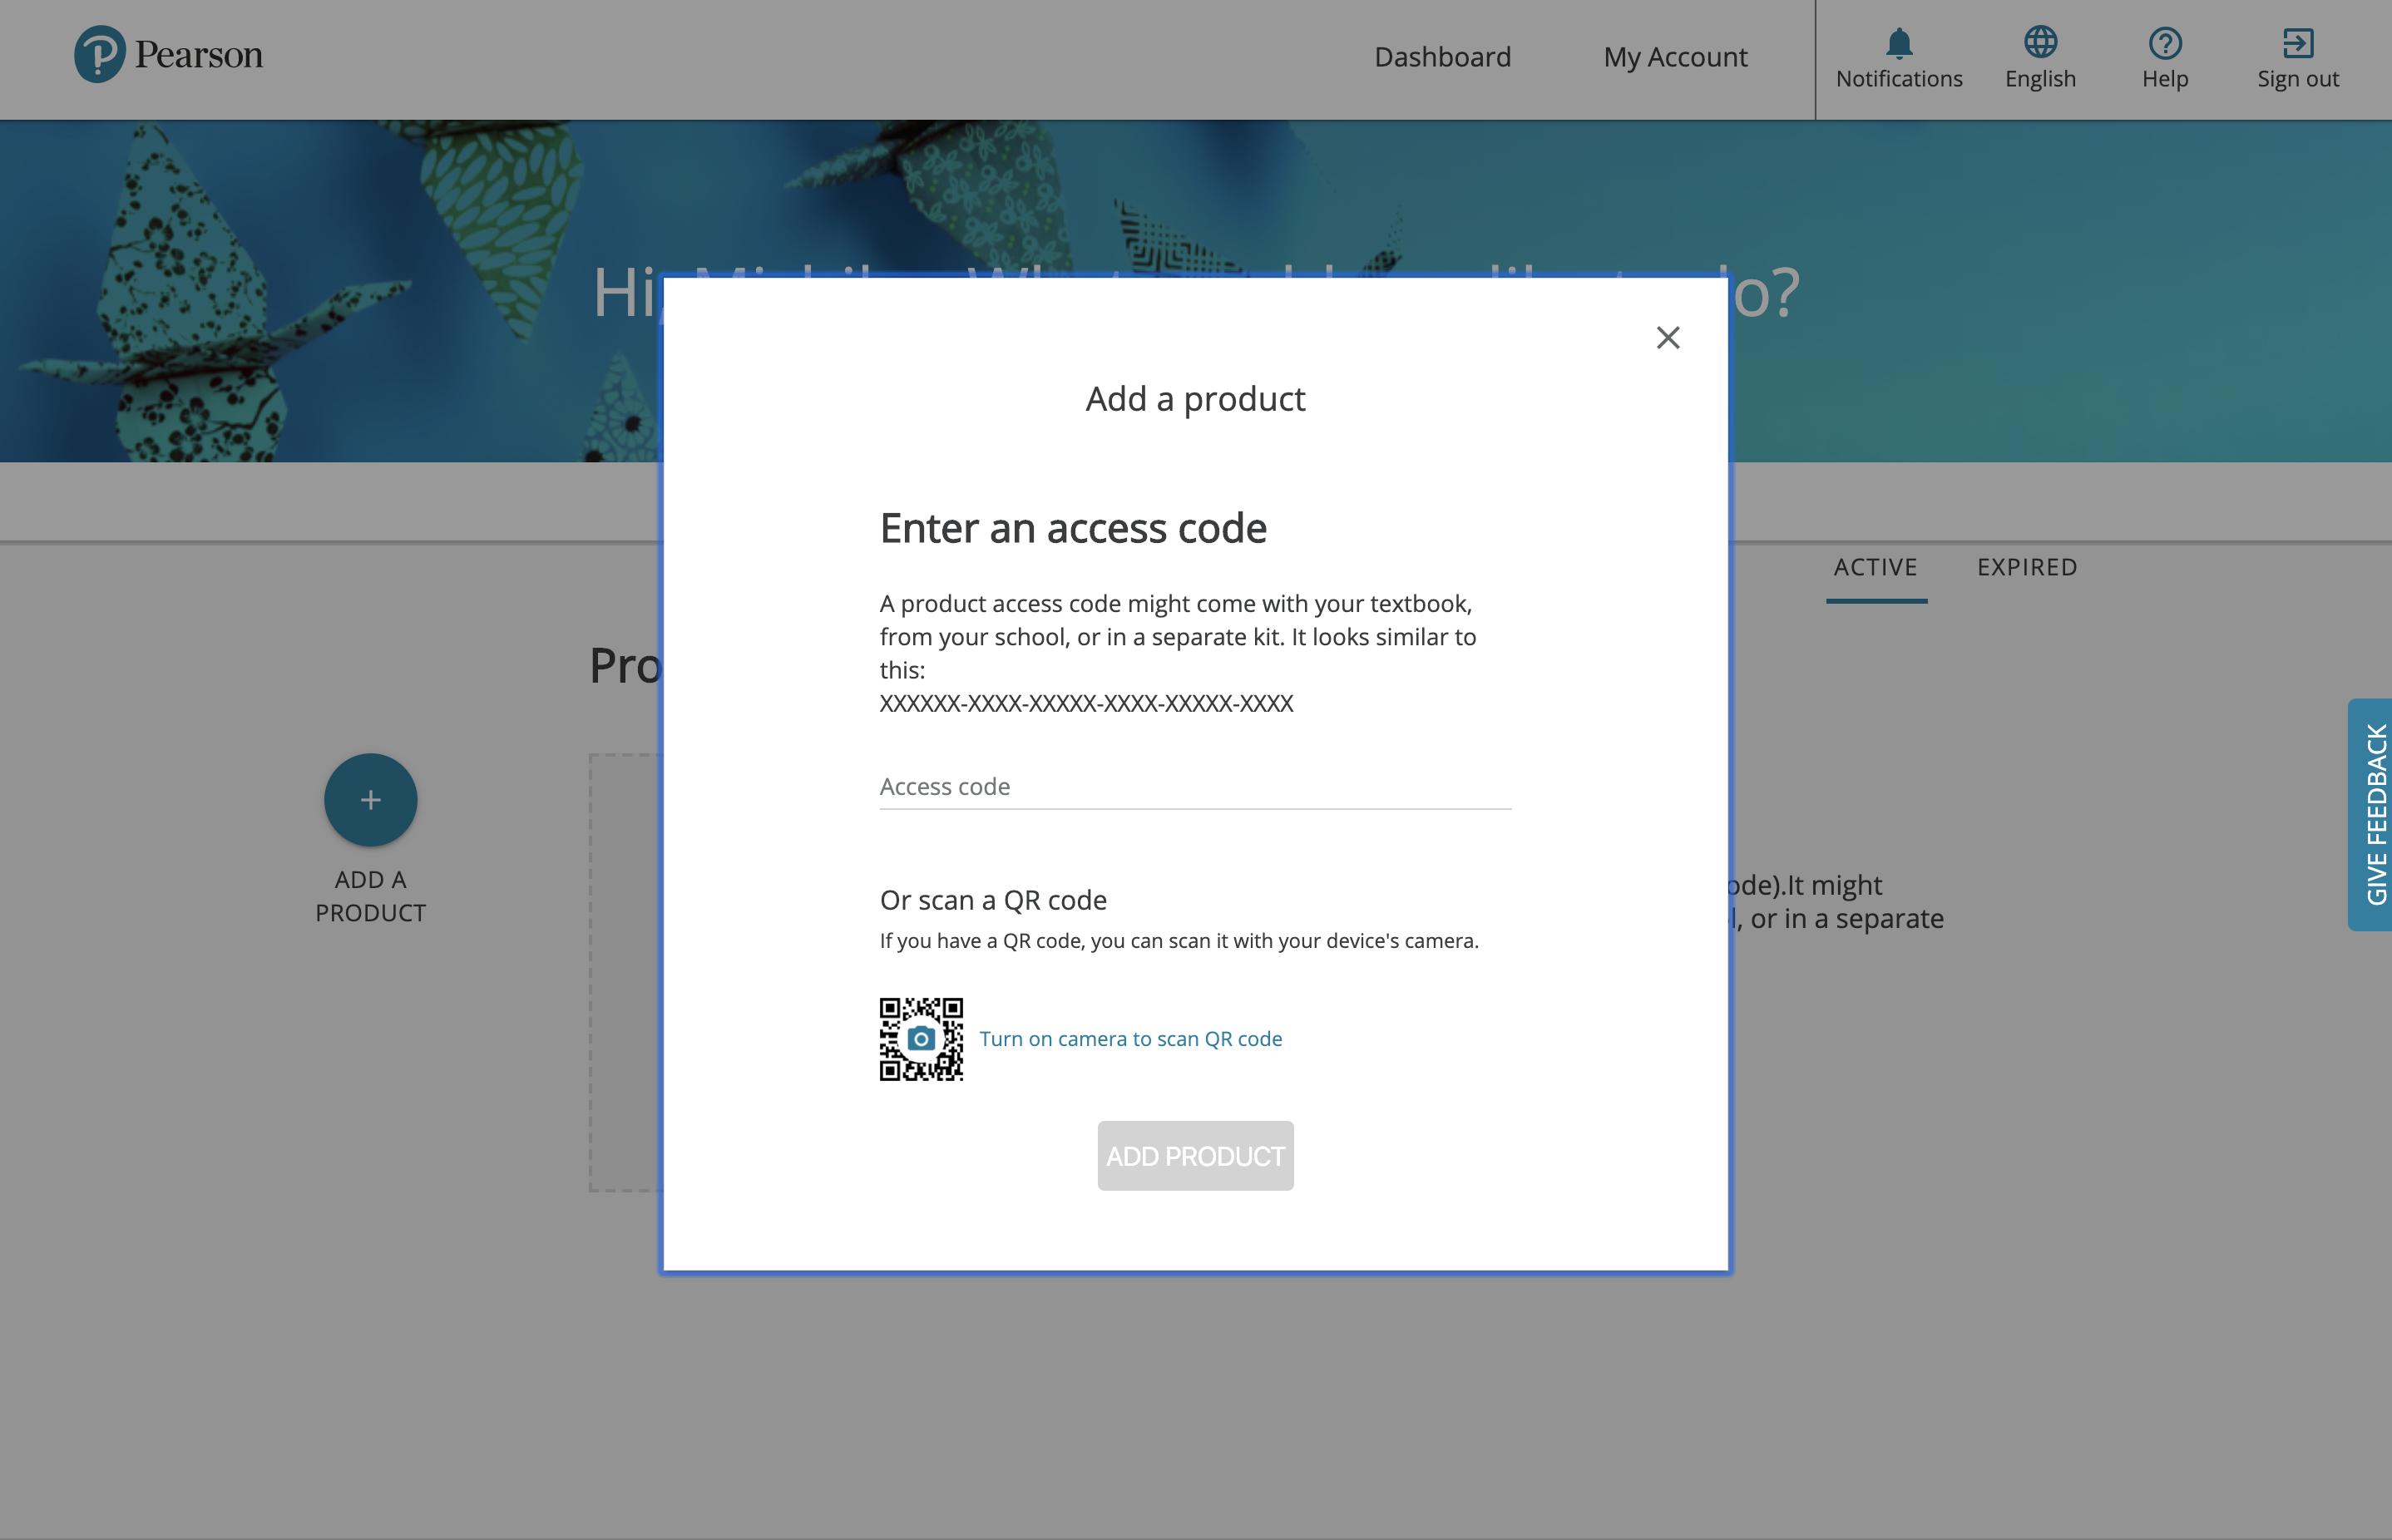 Pearson
Dashboard
My Account
Notifications
English
Help
Sign out
Hi
o?
Add a product
Enter an access code
A product access code might come with your textbook,
from your school, or in a separate kit. It looks similar to
this:
XXXXXX-XXXX-XXXXX-XXXX-XXXXX-XXXX
Access code
Or scan a QR code
If you have a QR code, you can scan it with your device's camera.
Turn on camera to scan QR code
ADD PRODUCT
ACTIVE
EXPIRED
Pro
ADD A
PRODUCT
ode).It might
, or in a separate
GIVE FEEDBACK